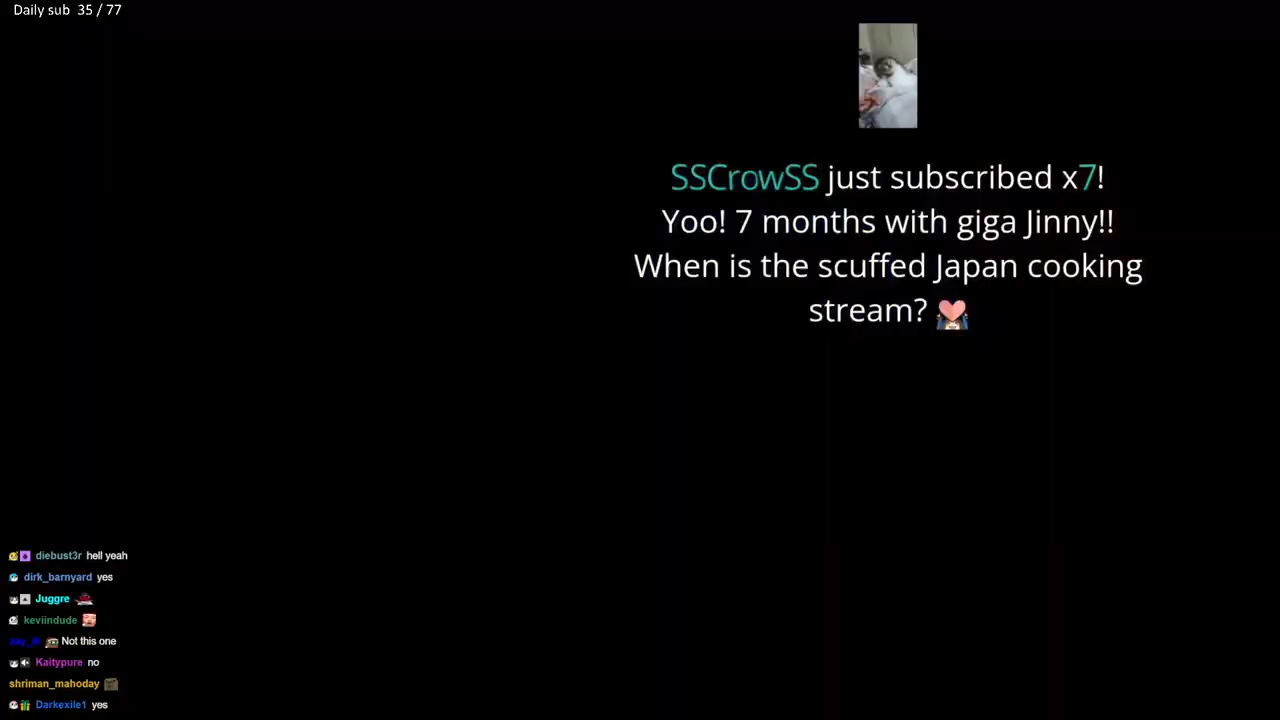 Daily sub 35 / 77
SSCrowSS just subscribed x7!
Yoo! 7 months with giga Jinny!!
When is the scuffed Japan cooking
stream?
diebust3r hell yeah
dirk_barnyard yes
Juggre
keviindude
Not this one
Kaitypure no
shriman_mahoday
Darkexile1 yes